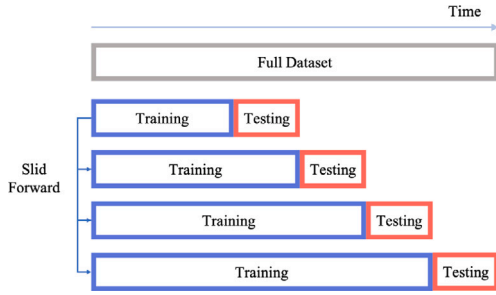 Time
Full Dataset
Training Testing
Training Testing
Slid
Forward
Training Testing
Training Testing